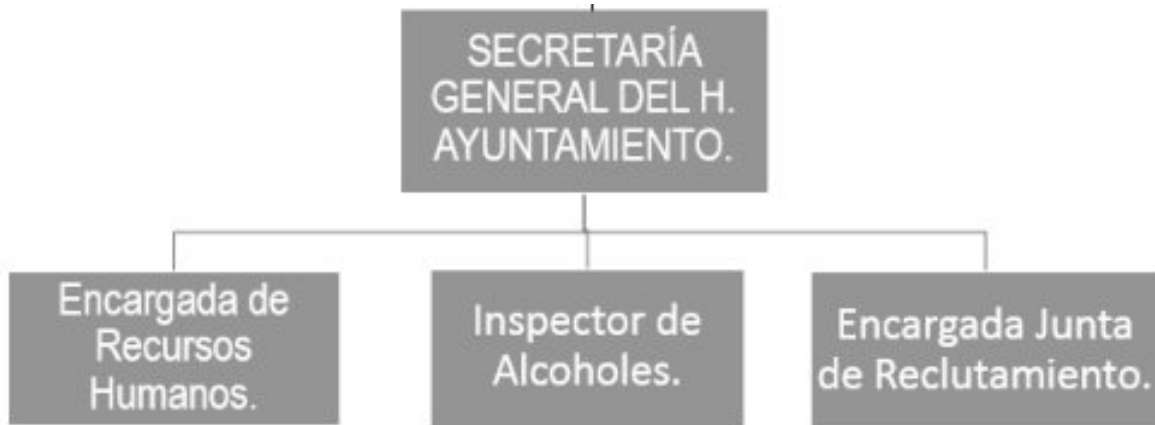 SECRETARÍA
GENERAL DEL H.
AYUNTAMIENTO.
Encargada de
Recursos
Humanos.
Inspector de
Alcoholes.
Encargada Junta
de Reclutamiento.